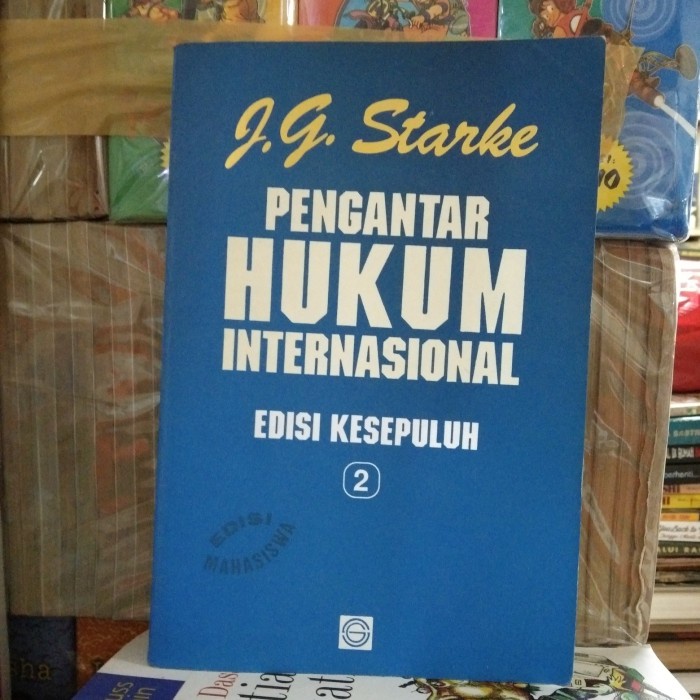 J.G. Starke
PENGANTAR
HUKUM
INTERNASIONAL
EDISI KESEPULUH
2
EDISI
MAHASISWA